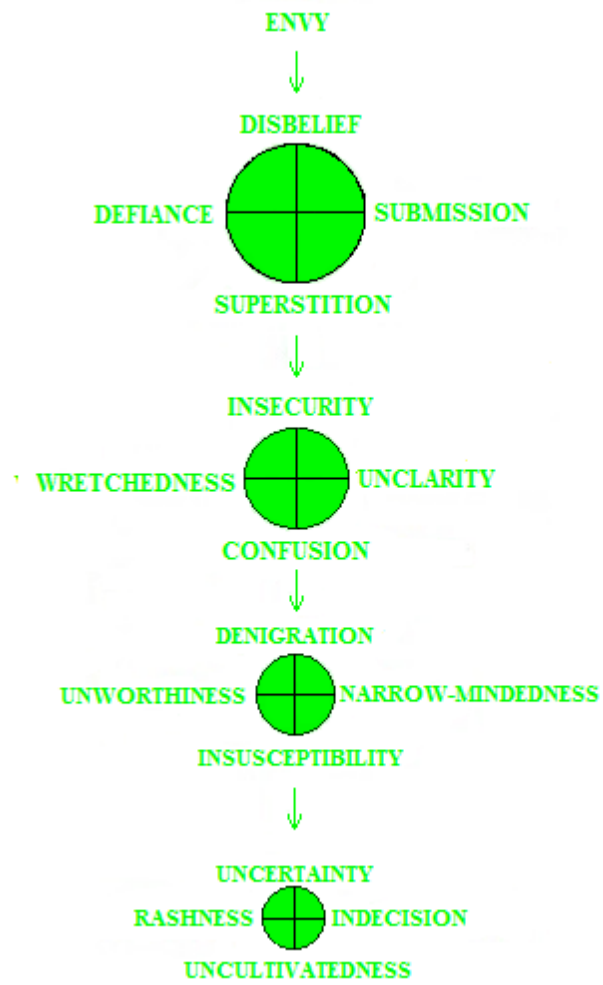 ENVY
DISBELIEF
DEFIANCE SUBMISSION
SUPERSTITION
INSECURITY
WRETCHEDNESS UNCLARITY
CONFUSION
DENIGRATION
UNWORTHINESS NARROW-MINDEDNESS
INSUSCEPTIBILITY
UNCERTAINTY
RASHNESS INDECISION
UNCULTIVATEDNESS